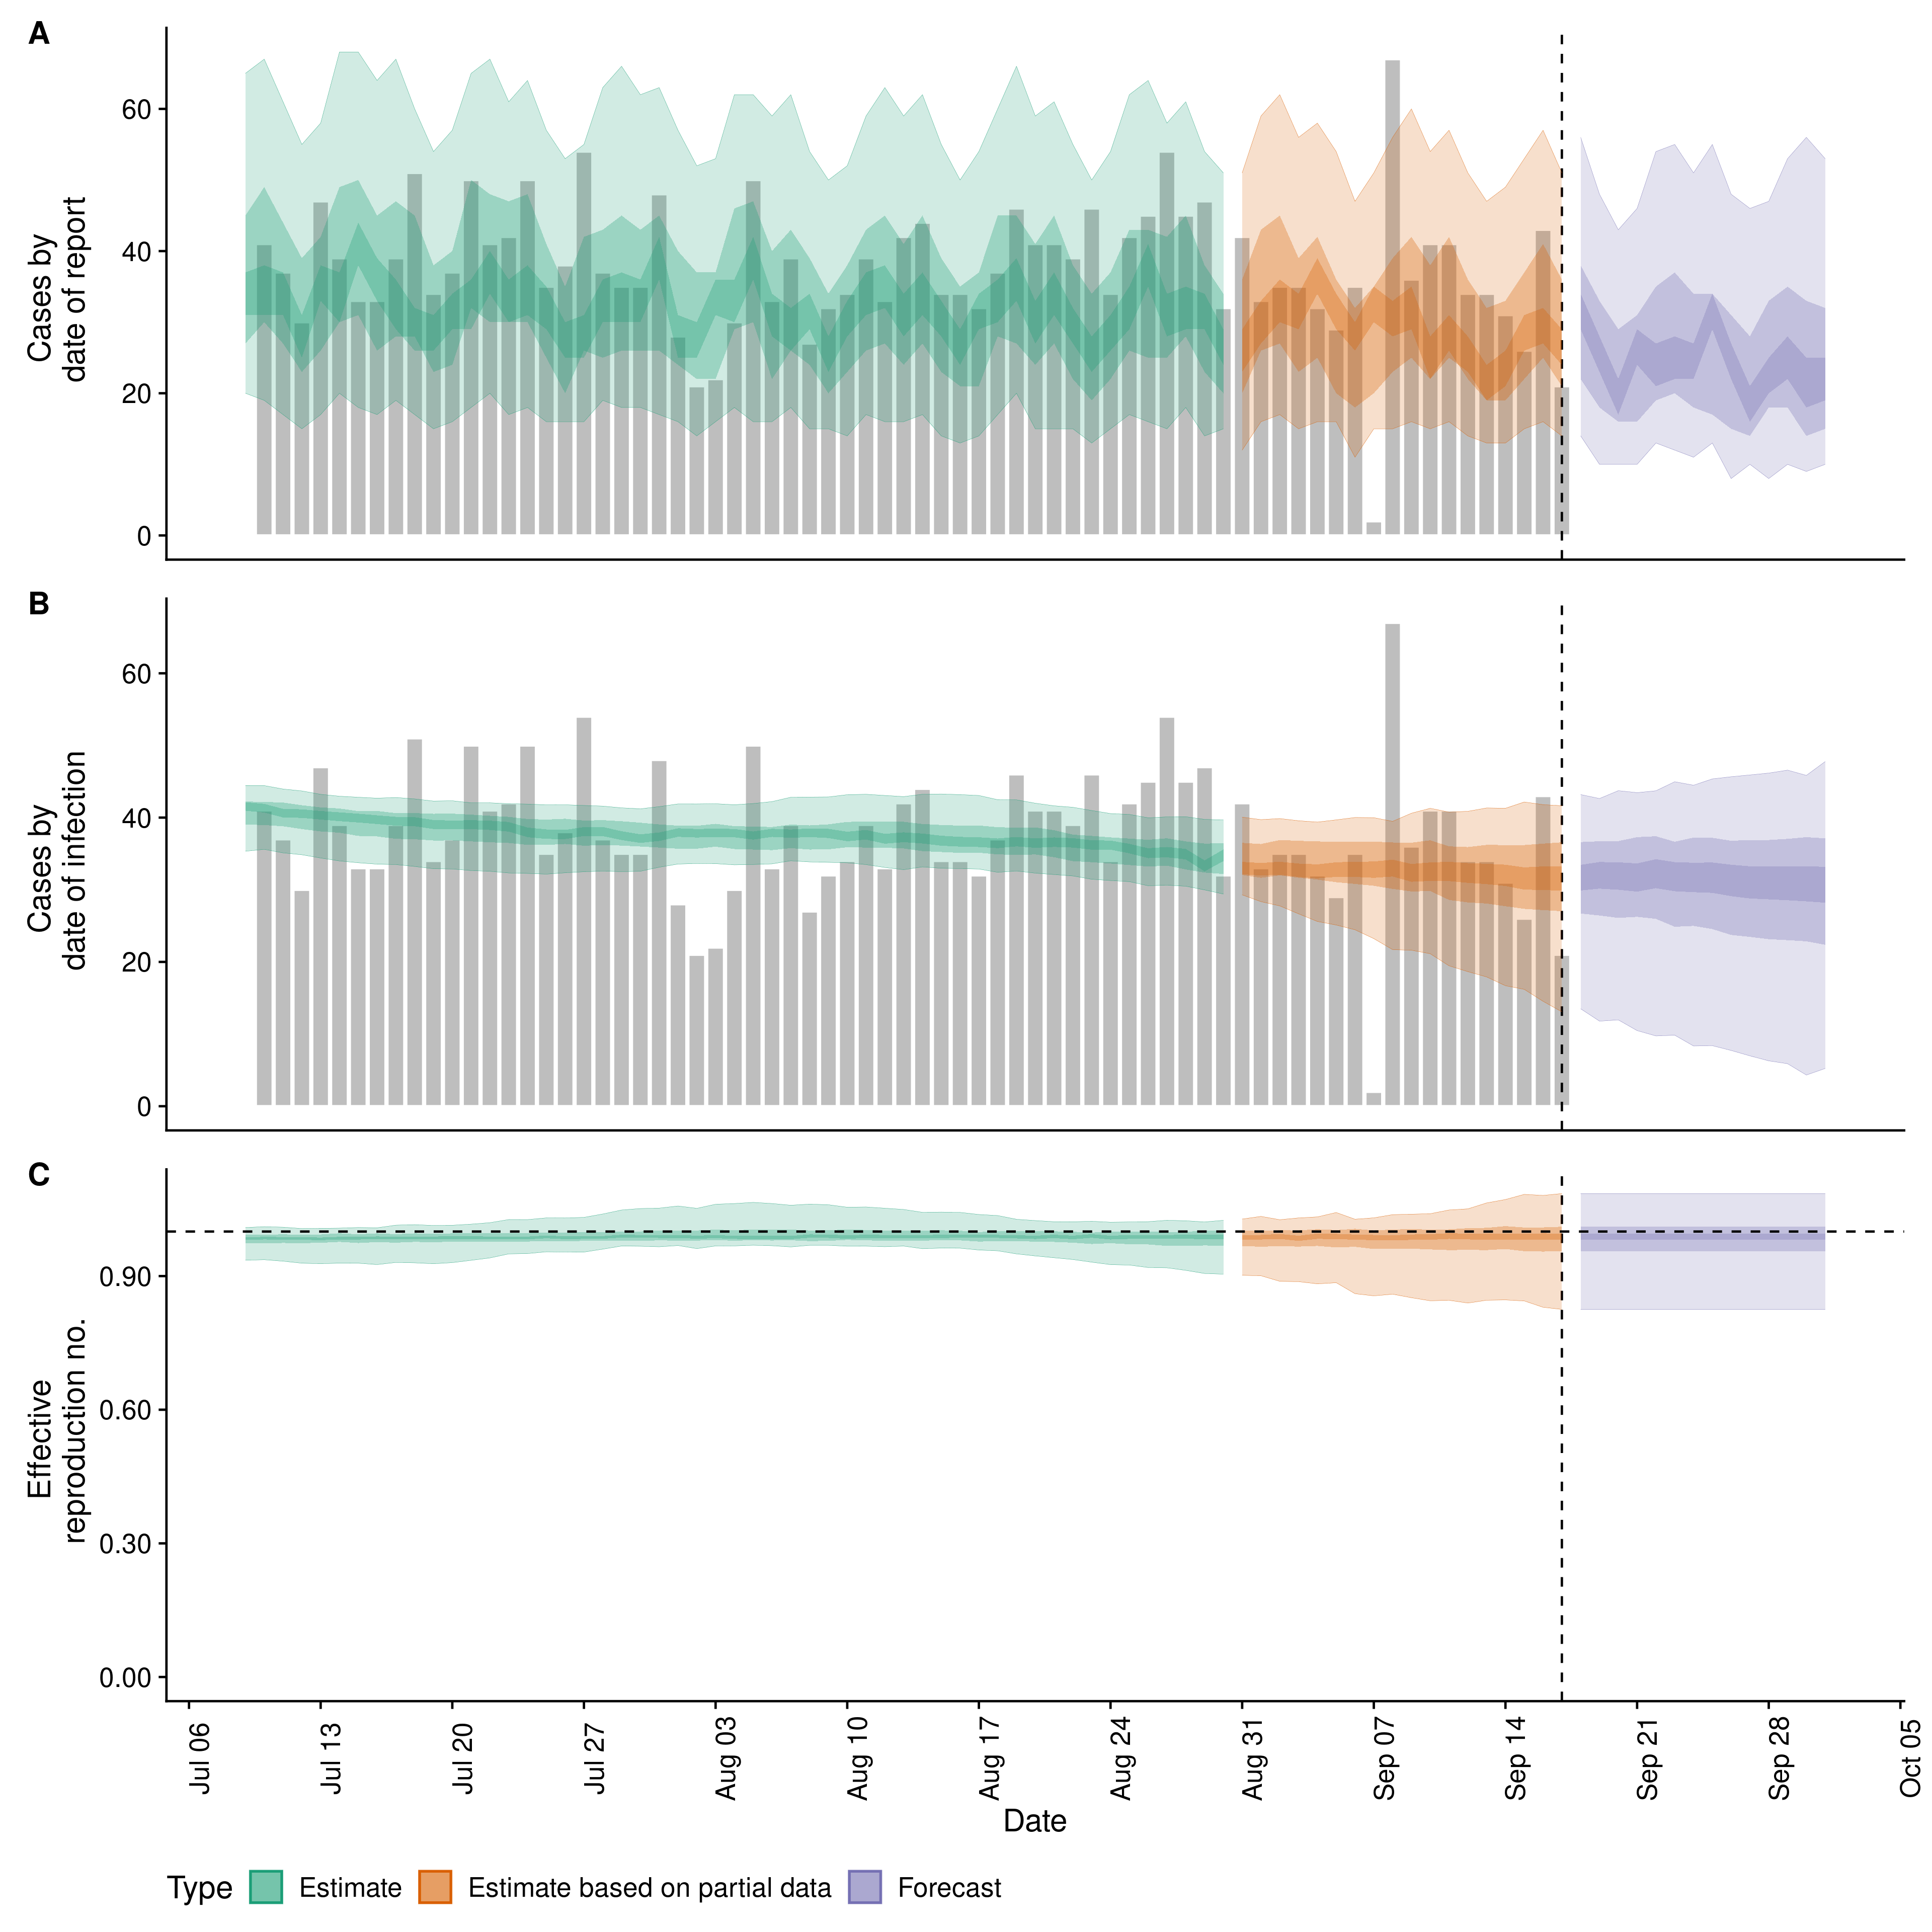 A
Cases by
date of report
60
40
20
0
B
Cases by
date of infection
60
40
20
0
C
Effective
reproduction no.
0.90
0.60
0.30
0.00
Jul 06
Jul 13
Jul 20
Jul 27
Aug 03
Aug 10
Aug 17
Aug 24
Aug 31
Sep 07
Sep 14
Sep 21
Sep 28
Oct 05
Date
Type Estimate Estimate based on partial data Forecast